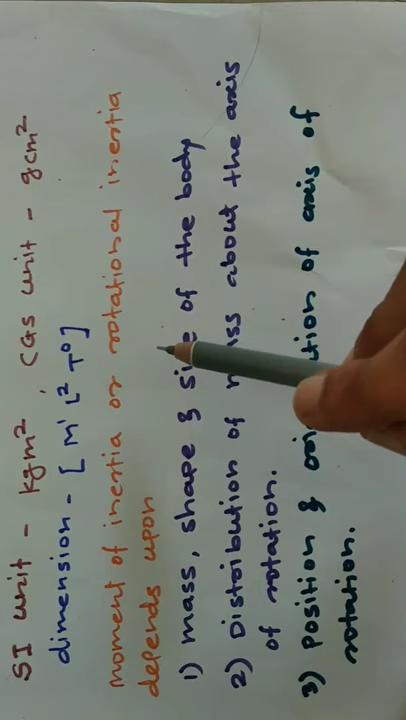 SI unit - kgm², CGS unit - gcm²
dimension - [M¹ L² T⁰]
moment of inertia or rotational inertia
depends upon
1) mass, shape & size of the body
2) Distribution of mass about the axis
of rotation.
3) Position & of axis of
rotation.